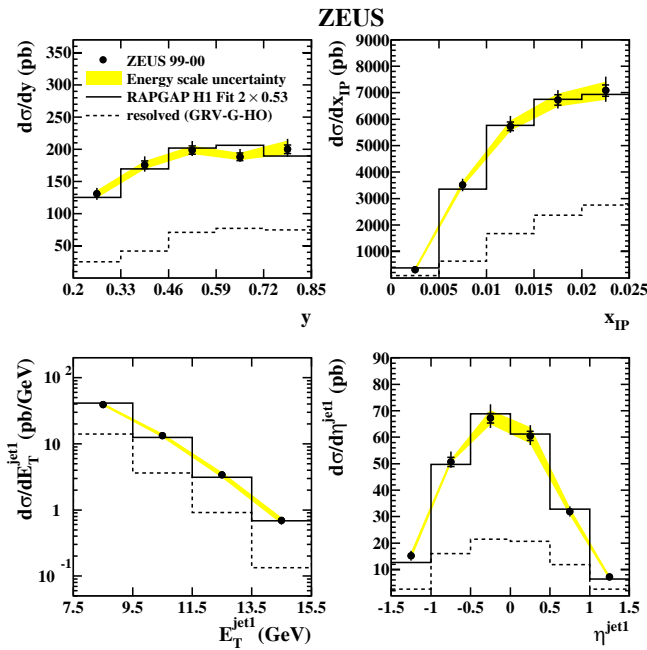 ZEUS
dσ/dy (pb)
350
300
250
200
150
100
50
ZEUS 99-00
Energy scale uncertainty
RAPGAP H1 Fit 2 × 0.53
resolved (GRV-G-HO)
0.2 0.33 0.46 0.59 0.72 0.85
y
dσ/dx_IP (pb)
9000
8000
7000
6000
5000
4000
3000
2000
1000
0 0.005 0.01 0.015 0.02 0.025
x_IP
dσ/dE_T^jet1 (pb/GeV)
10^2
10
1
10^-1
7.5 9.5 11.5 13.5 15.5
E_T^jet1 (GeV)
dσ/dη^jet1 (pb)
90
80
70
60
50
40
30
20
10
-1.5 -1 -0.5 0 0.5 1 1.5
η^jet1